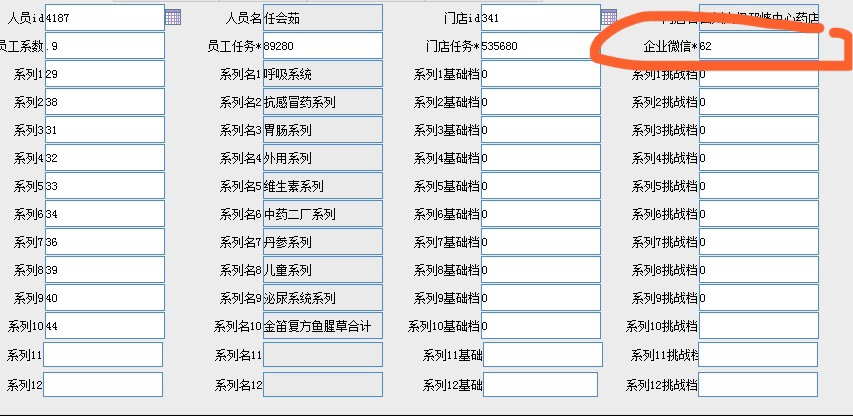 人员id 4187 人员名 任会茹 门店id 341
员工系数 .9 员工任务* 89280 门店任务* 535680 企业微信* 62
系列1 29 系列名1 呼吸系统 系列1基础档 0 系列1挑战档 0
系列2 38 系列名2 抗感冒药系列 系列2基础档 0 系列2挑战档 0
系列3 31 系列名3 胃肠系列 系列3基础档 0 系列3挑战档 0
系列4 32 系列名4 外用系列 系列4基础档 0 系列4挑战档 0
系列5 33 系列名5 维生素系列 系列5基础档 0 系列5挑战档 0
系列6 34 系列名6 中药二厂系列 系列6基础档 0 系列6挑战档 0
系列7 36 系列名7 丹参系列 系列7基础档 0 系列7挑战档 0
系列8 39 系列名8 儿童系列 系列8基础档 0 系列8挑战档 0
系列9 40 系列名9 泌尿系统系列 系列9基础档 0 系列9挑战档 0
系列10 44 系列名10 金笛复方鱼腥草合计 系列10基础档 0 系列10挑战档
系列11 系列名11 系列11基础 系列11挑战档
系列12 系列名12 系列12基础 系列12挑战档